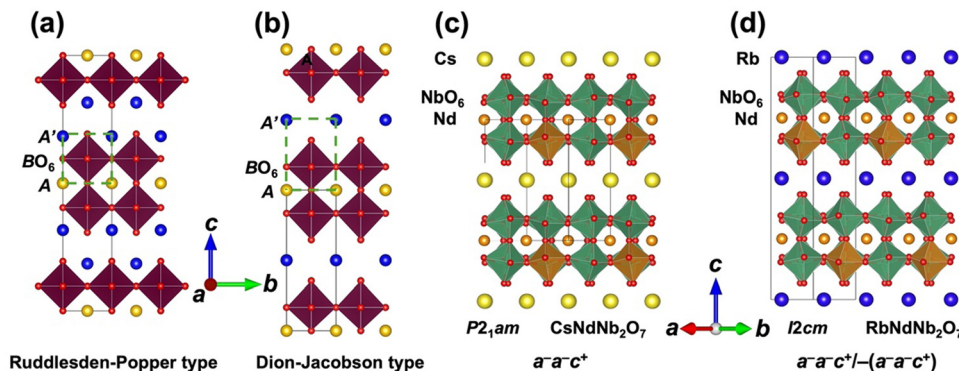 (a)
A'
BO₆
A
c
a
b
Ruddlesden-Popper type
(b)
A
A'
BO₆
A
Dion-Jacobson type
(c)
Cs
NbO₆
Nd
P2₁am CsNdNb₂O₇
a⁻a⁻c⁺
(d)
Rb
NbO₆
Nd
c
a
b
I2cm RbNdNb₂O₇
a⁻a⁻c⁺/–(a⁻a⁻c⁺)